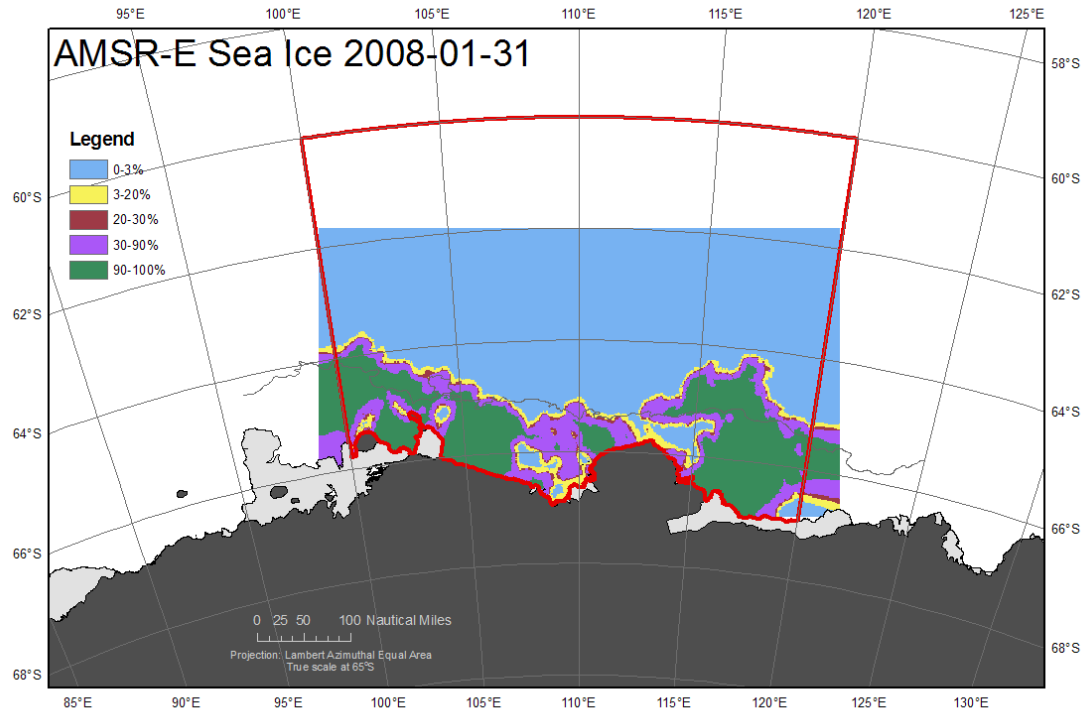 95°E 100°E 105°E 110°E 115°E 120°E 125°E
AMSR-E Sea Ice 2008-01-31
58°S
Legend
0-3%
3-20%
20-30%
30-90%
90-100%
60°S
60°S
62°S
62°S
64°S
64°S
66°S
66°S
68°S
68°S
0 25 50 100 Nautical Miles
Projection: Lambert Azimuthal Equal Area
True scale at 65°S
85°E 90°E 95°E 100°E 105°E 110°E 115°E 120°E 130°E